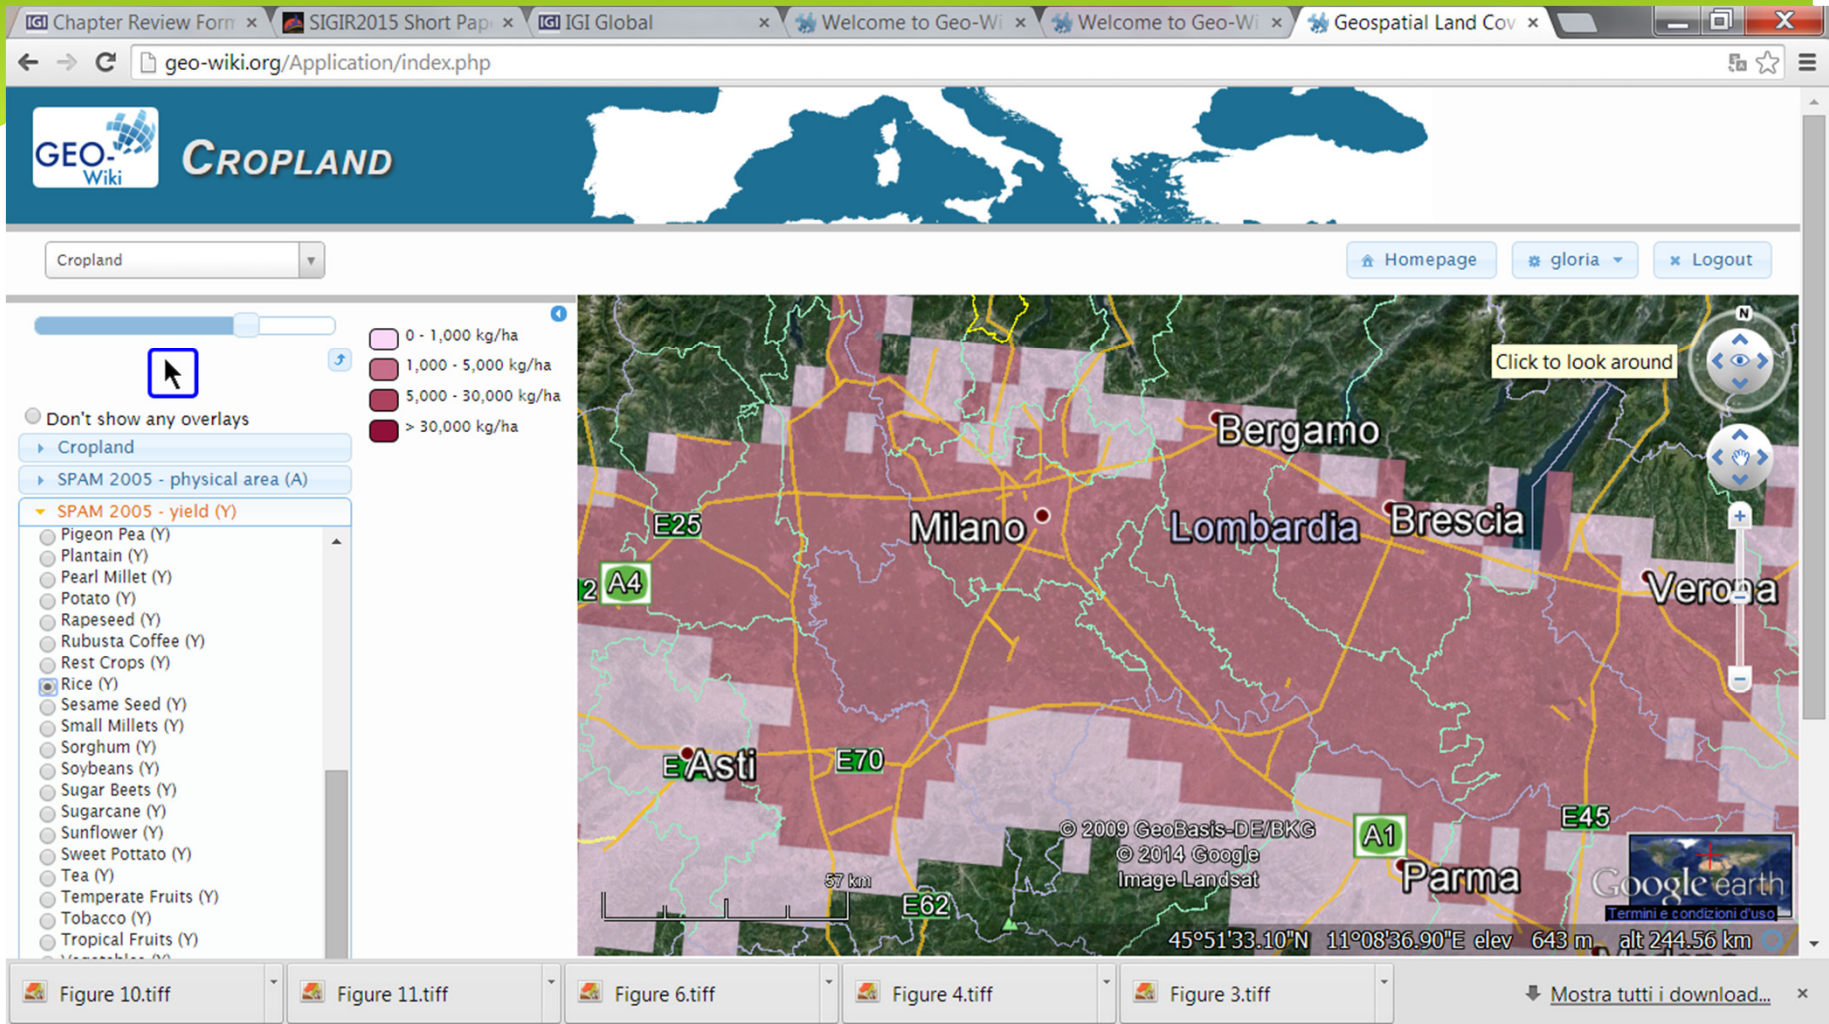 Chapter Review Form
SIGIR2015 Short Pap
IGI Global
Welcome to Geo-Wi
Welcome to Geo-Wi
Geospatial Land Cov
geo-wiki.org/Application/index.php
GEO-
Wiki
CROPLAND
Cropland
Homepage
gloria
Logout
0 - 1,000 kg/ha
1,000 - 5,000 kg/ha
5,000 - 30,000 kg/ha
> 30,000 kg/ha
Don't show any overlays
Cropland
SPAM 2005 - physical area (A)
SPAM 2005 - yield (Y)
Pigeon Pea (Y)
Plantain (Y)
Pearl Millet (Y)
Potato (Y)
Rapeseed (Y)
Rubusta Coffee (Y)
Rest Crops (Y)
Rice (Y)
Sesame Seed (Y)
Small Millets (Y)
Sorghum (Y)
Soybeans (Y)
Sugar Beets (Y)
Sugarcane (Y)
Sunflower (Y)
Sweet Pottato (Y)
Tea (Y)
Temperate Fruits (Y)
Tobacco (Y)
Tropical Fruits (Y)
N
Click to look around
Bergamo
E25
Milano
Lombardia
Brescia
2
A4
Verona
E
Asti
E70
E45
© 2009 GeoBasis-DE/BKG
© 2014 Google
Image Landsat
A1
Parma
57 km
E62
Google earth
Termini e condizioni d'uso
45°51'33.10"N 11°08'36.90"E elev 643 m alt 244.56 km
Figure 10.tiff
Figure 11.tiff
Figure 6.tiff
Figure 4.tiff
Figure 3.tiff
Mostra tutti i download...